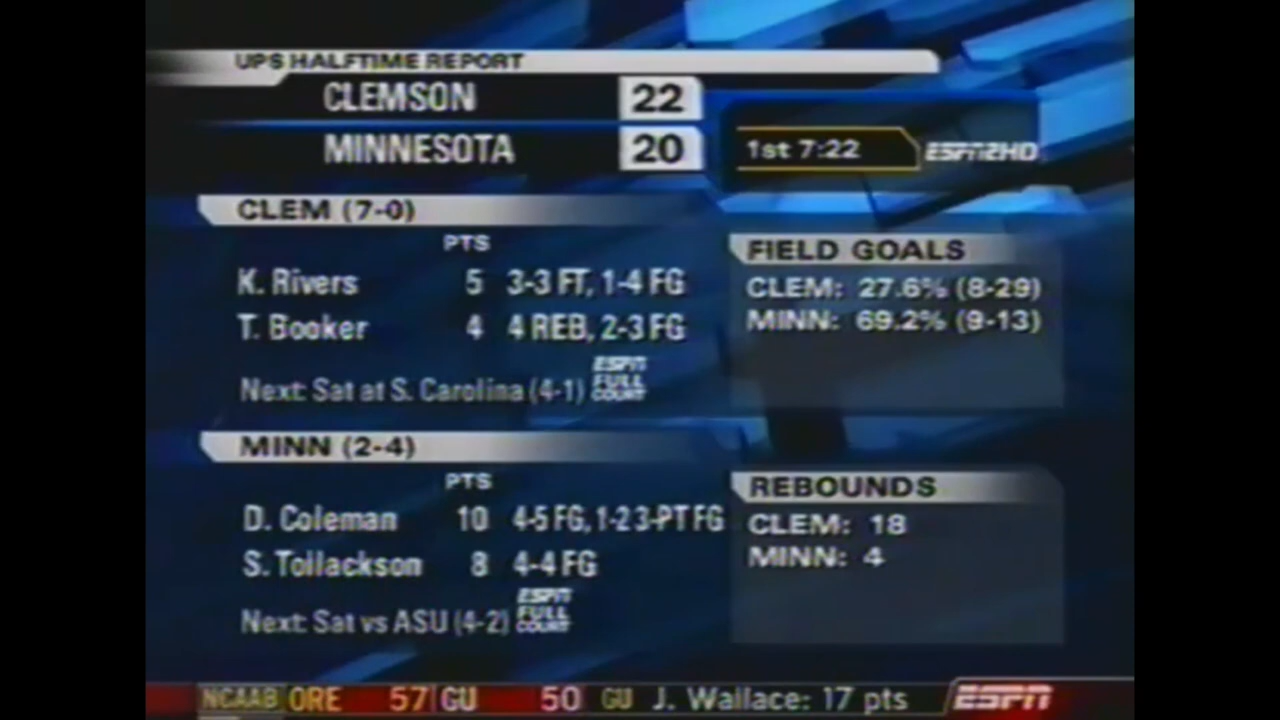 UPS HALFTIME REPORT
CLEMSON 22
MINNESOTA 20
1st 7:22 ESPN2HD
CLEM (7-0)
PTS
K. Rivers 5 3-3 FT, 1-4 FG
T. Booker 4 4 REB, 2-3 FG
Next: Sat at S. Carolina (4-1) ESPN FULL COURT
FIELD GOALS
CLEM: 27.6% (8-29)
MINN: 69.2% (9-13)
MINN (2-4)
PTS
D. Coleman 10 4-5 FG, 1-2 3-PT FG
S. Tollackson 8 4-4 FG
Next: Sat vs ASU (4-2) ESPN FULL COURT
REBOUNDS
CLEM: 18
MINN: 4
NCAAB ORE 57 GU 50 GU J. Wallace: 17 pts ESPN